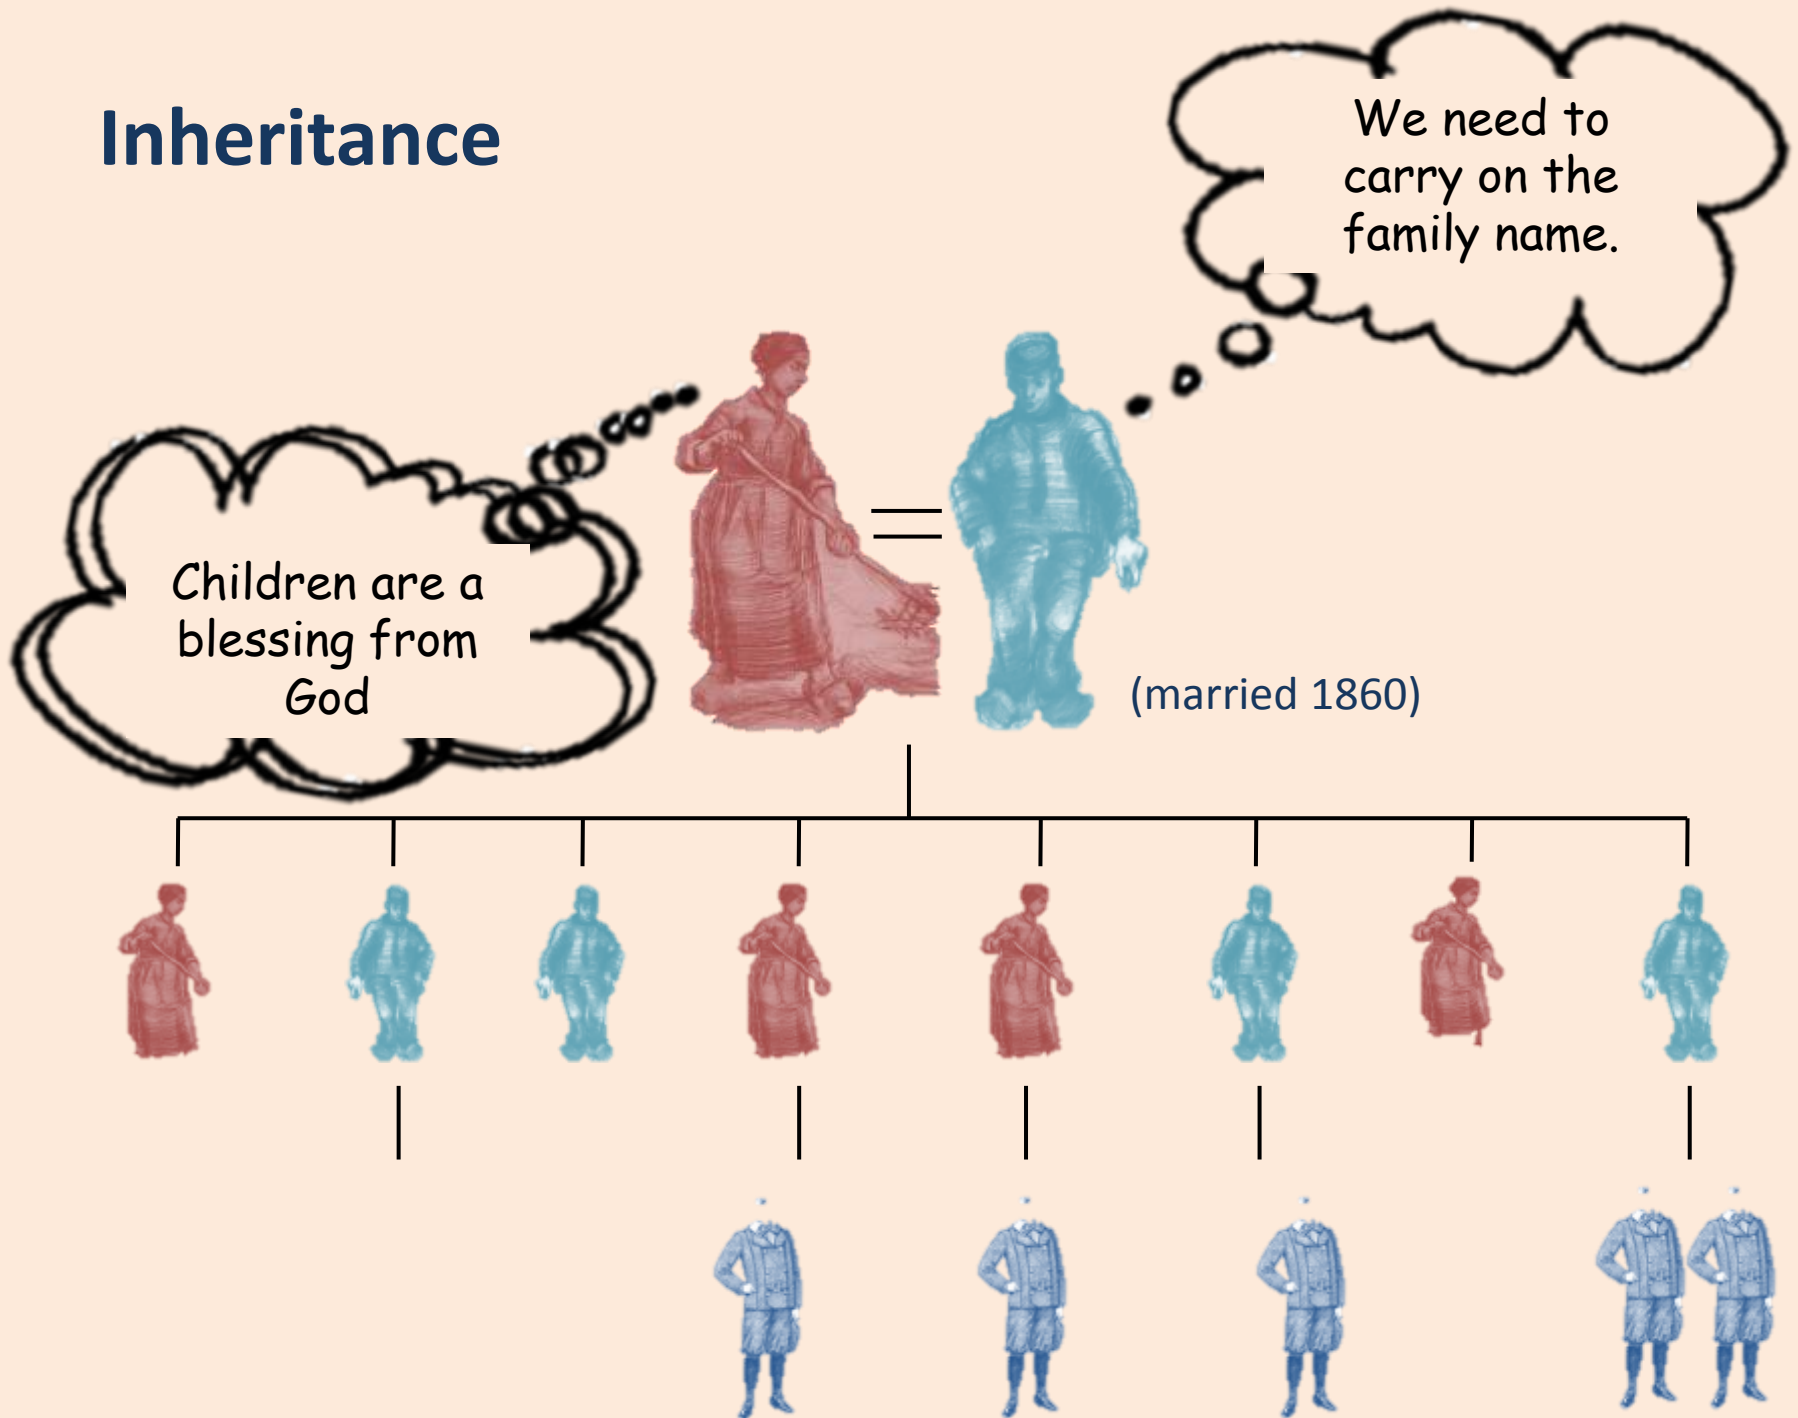 Inheritance
We need to
carry on the
family name.
Children are a
blessing from
God
(married 1860)